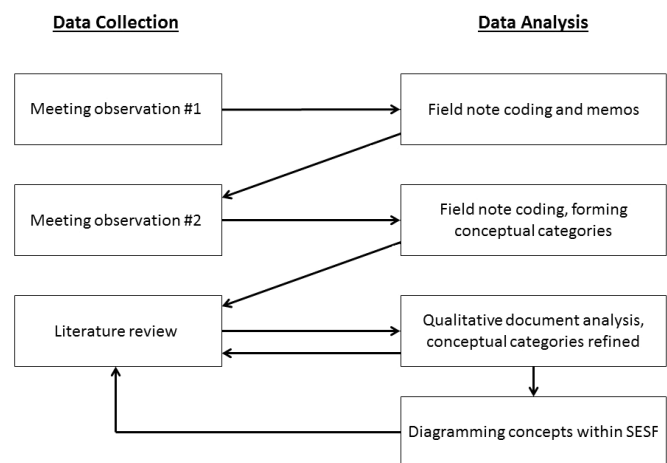 Data Collection
Data Analysis
Meeting observation #1
Field note coding and memos
Meeting observation #2
Field note coding, forming
conceptual categories
Literature review
Qualitative document analysis,
conceptual categories refined
Diagramming concepts within SESF